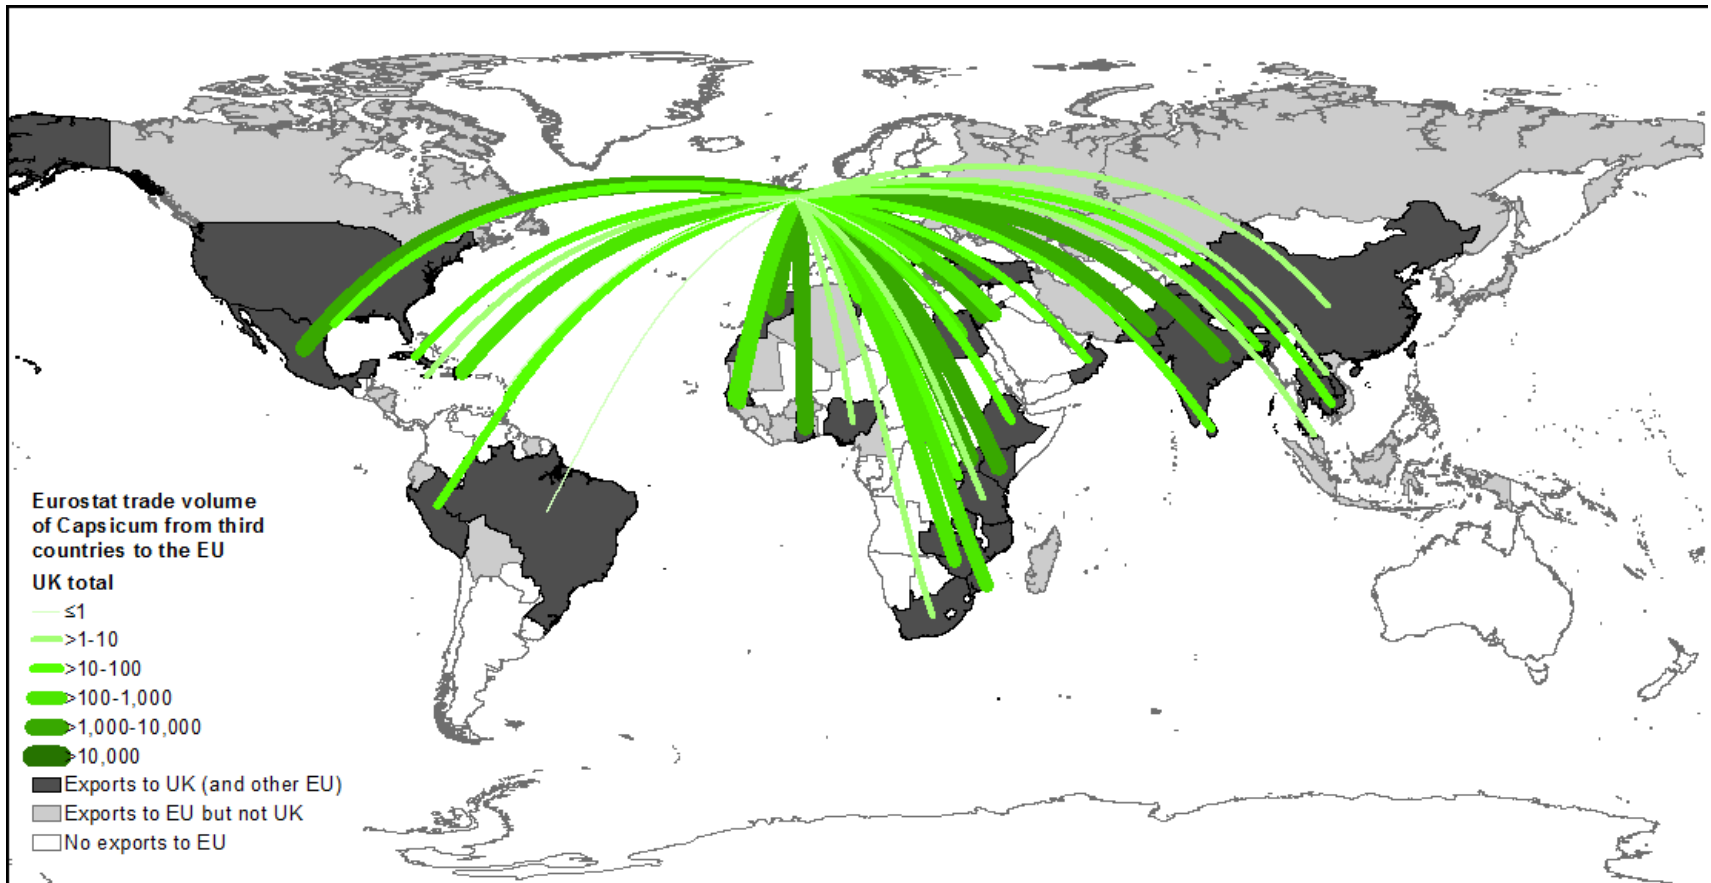 Eurostat trade volume
of Capsicum from third
countries to the EU
UK total
≤1
>1-10
>10-100
>100-1,000
>1,000-10,000
>10,000
Exports to UK (and other EU)
Exports to EU but not UK
No exports to EU